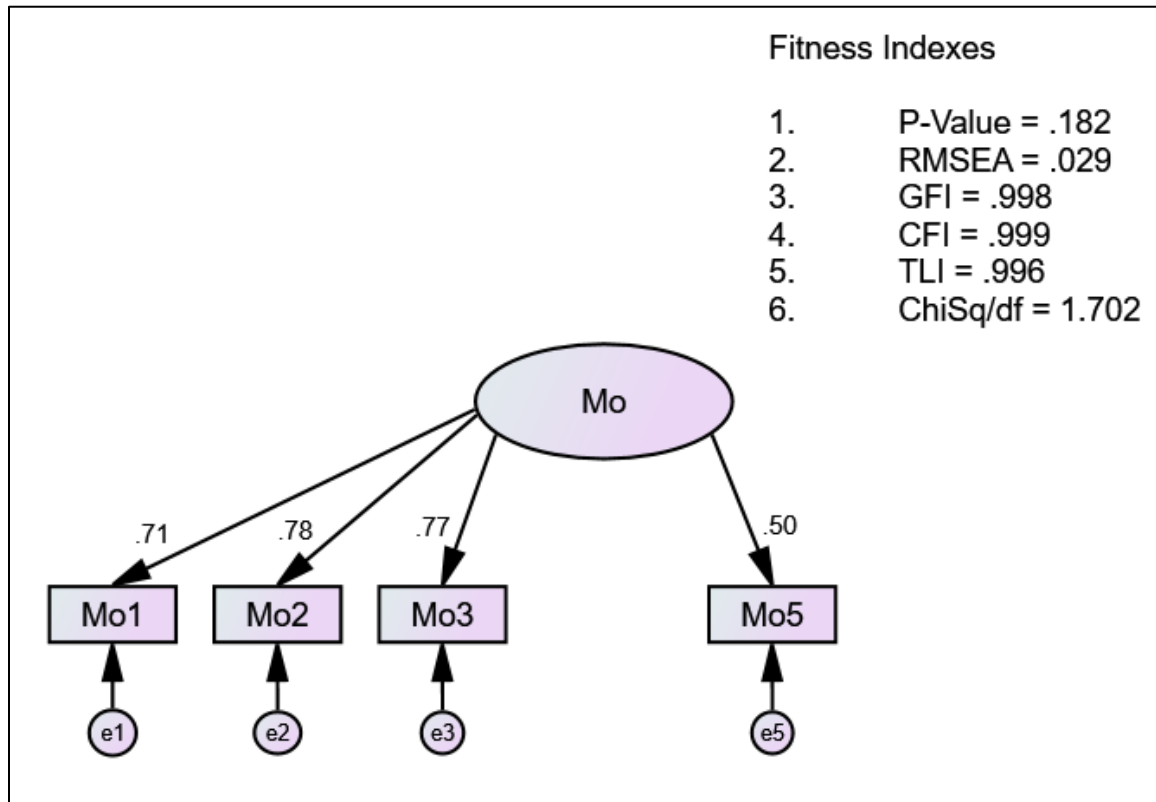 Fitness Indexes
1. P-Value = .182
2. RMSEA = .029
3. GFI = .998
4. CFI = .999
5. TLI = .996
6. ChiSq/df = 1.702
Mo
.71 .78 .77 .50
Mo1 Mo2 Mo3 Mo5
e1 e2 e3 e5